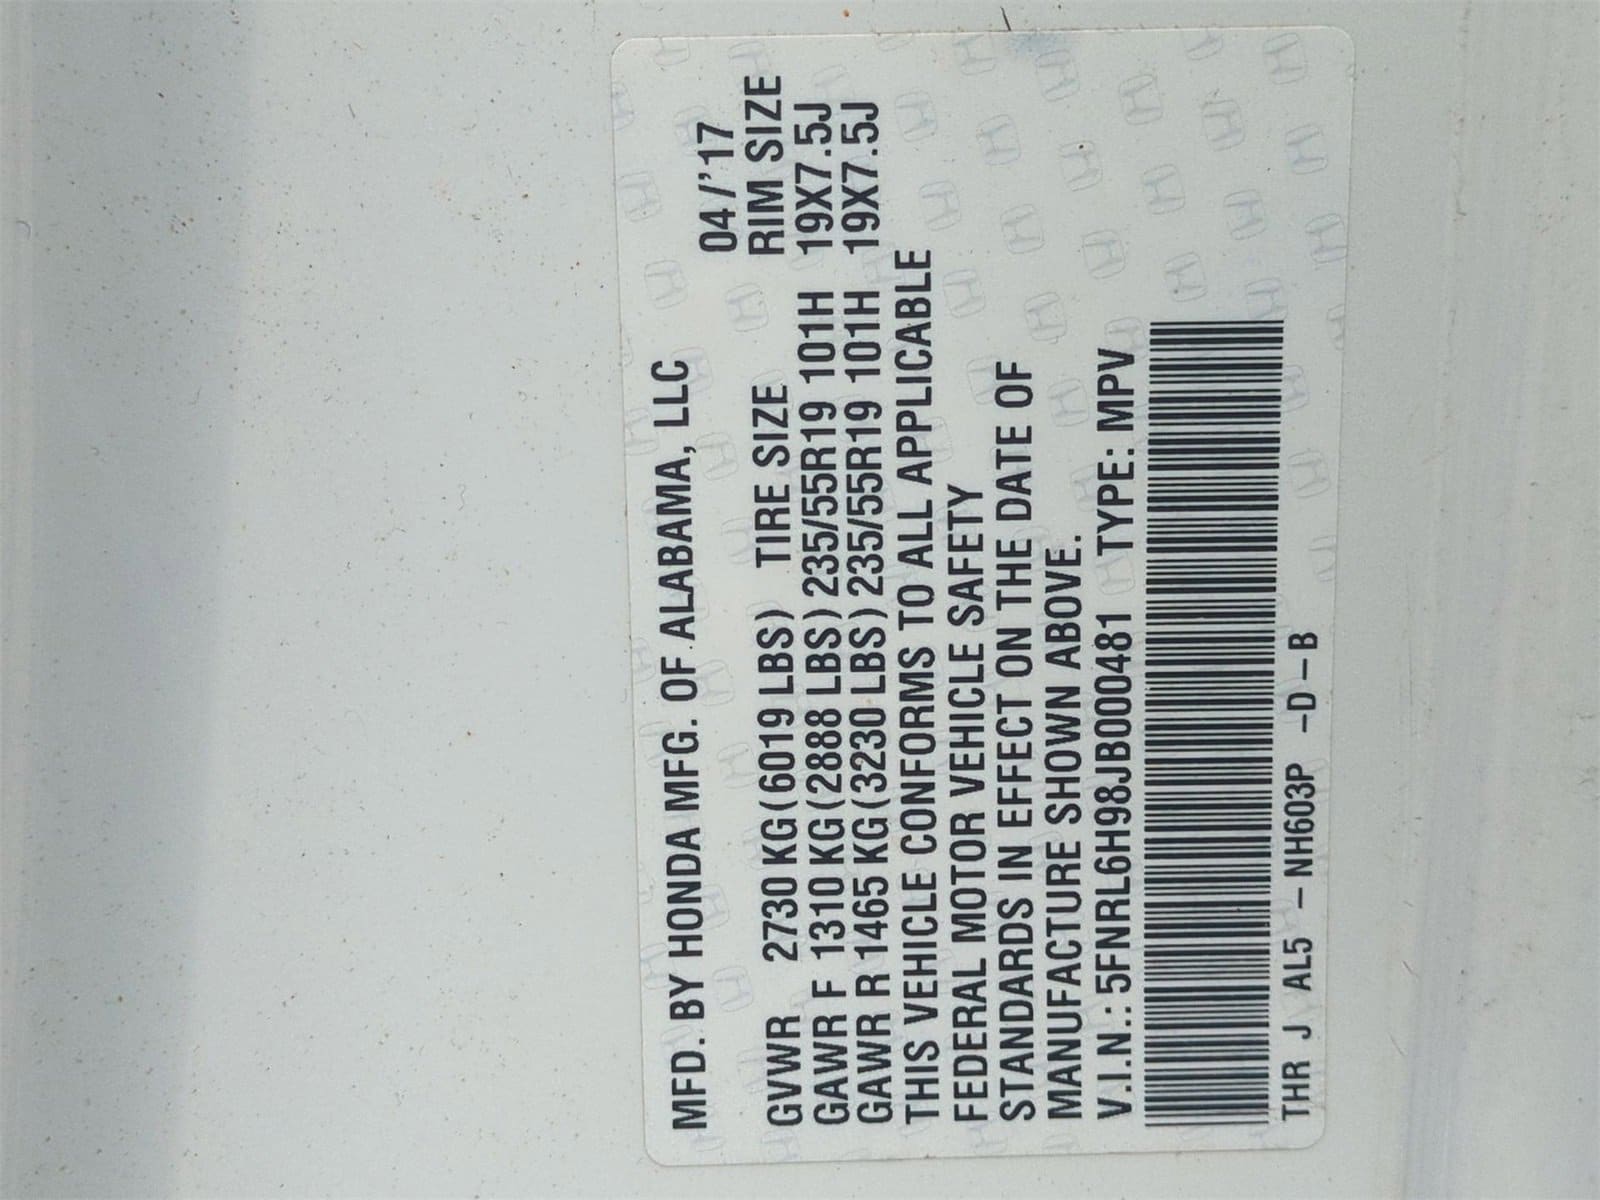 MFD. BY HONDA MFG. OF ALABAMA, LLC
04/'17
GVWR 2730 KG(6019 LBS) TIRE SIZE RIM SIZE
GAWR F 1310 KG(2888 LBS) 235/55R19 101H 19X7.5J
GAWR R 1465 KG(3230 LBS) 235/55R19 101H 19X7.5J
THIS VEHICLE CONFORMS TO ALL APPLICABLE
FEDERAL MOTOR VEHICLE SAFETY
STANDARDS IN EFFECT ON THE DATE OF
MANUFACTURE SHOWN ABOVE.
V.I.N.: 5FNRL6H98JB000481 TYPE: MPV
THR J AL5 -NH603P -D-B